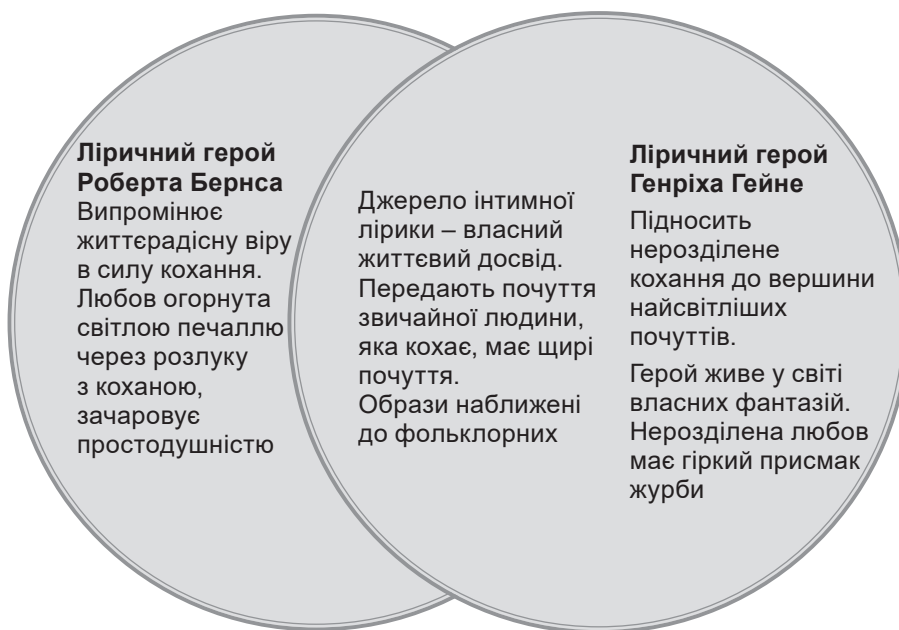 Ліричний герой
Роберта Бернса
Випромінює
життєрадісну віру
в силу кохання.
Любов огорнута
світлою печаллю
через розлуку
з коханою,
зачаровує
простодушністю
Джерело інтимної
лірики – власний
життєвий досвід.
Передають почуття
звичайної людини,
яка кохає, має щирі
почуття.
Образи наближені
до фольклорних
Ліричний герой
Генріха Гейне
Підносить
нерозділене
кохання до вершини
найсвітліших
почуттів.
Герой живе у світі
власних фантазій.
Нерозділена любов
має гіркий присмак
журби